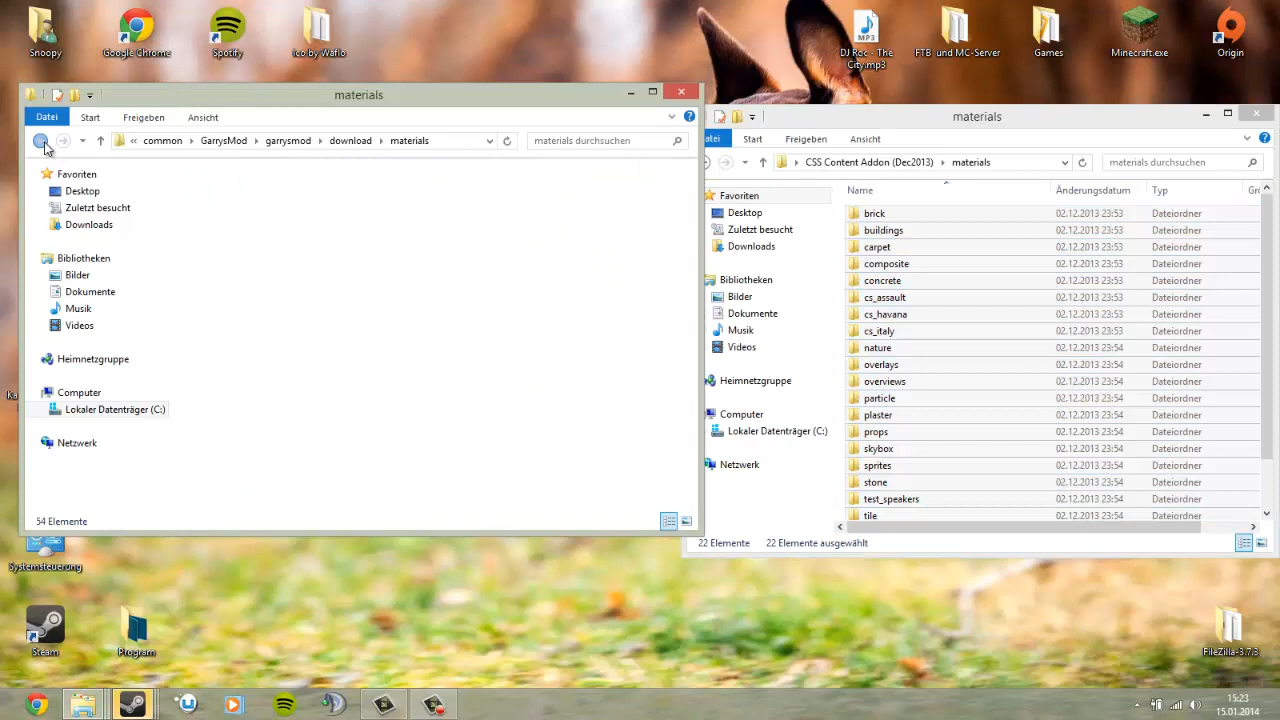 Snoopy
Google Chrome
Spotify
Ico by Wäflo
DJ Roc - The City.mp3
FTB und MC-Server
Games
Minecraft.exe
Origin
materials
Datei
Start
Freigeben
Ansicht
« common
GarrysMod
garrysmod
download
materials
materials durchsuchen
Favoriten
Desktop
Zuletzt besucht
Downloads
Bibliotheken
Bilder
Dokumente
Musik
Videos
Heimnetzgruppe
Computer
Lokaler Datenträger (C:)
Netzwerk
54 Elemente
materials
atei
Start
Freigeben
Ansicht
CSS Content Addon (Dec2013)
materials
materials durchsuchen
Favoriten
Desktop
Zuletzt besucht
Downloads
Bibliotheken
Bilder
Dokumente
Musik
Videos
Heimnetzgruppe
Computer
Lokaler Datenträger (C:)
Netzwerk
Name Änderungsdatum Typ Grö
brick 02.12.2013 23:53 Dateiordner
buildings 02.12.2013 23:53 Dateiordner
carpet 02.12.2013 23:53 Dateiordner
composite 02.12.2013 23:53 Dateiordner
concrete 02.12.2013 23:53 Dateiordner
cs_assault 02.12.2013 23:53 Dateiordner
cs_havana 02.12.2013 23:53 Dateiordner
cs_italy 02.12.2013 23:53 Dateiordner
nature 02.12.2013 23:54 Dateiordner
overlays 02.12.2013 23:54 Dateiordner
overviews 02.12.2013 23:54 Dateiordner
particle 02.12.2013 23:54 Dateiordner
plaster 02.12.2013 23:54 Dateiordner
props 02.12.2013 23:54 Dateiordner
skybox 02.12.2013 23:54 Dateiordner
sprites 02.12.2013 23:54 Dateiordner
stone 02.12.2013 23:54 Dateiordner
test_speakers 02.12.2013 23:54 Dateiordner
tile 02.12.2013 23:54 Dateiordner
22 Elemente 22 Elemente ausgewählt
Ka
Systemsteuerung
Steam
Program
FileZilla-3.7.3
15:23
15.01.2014